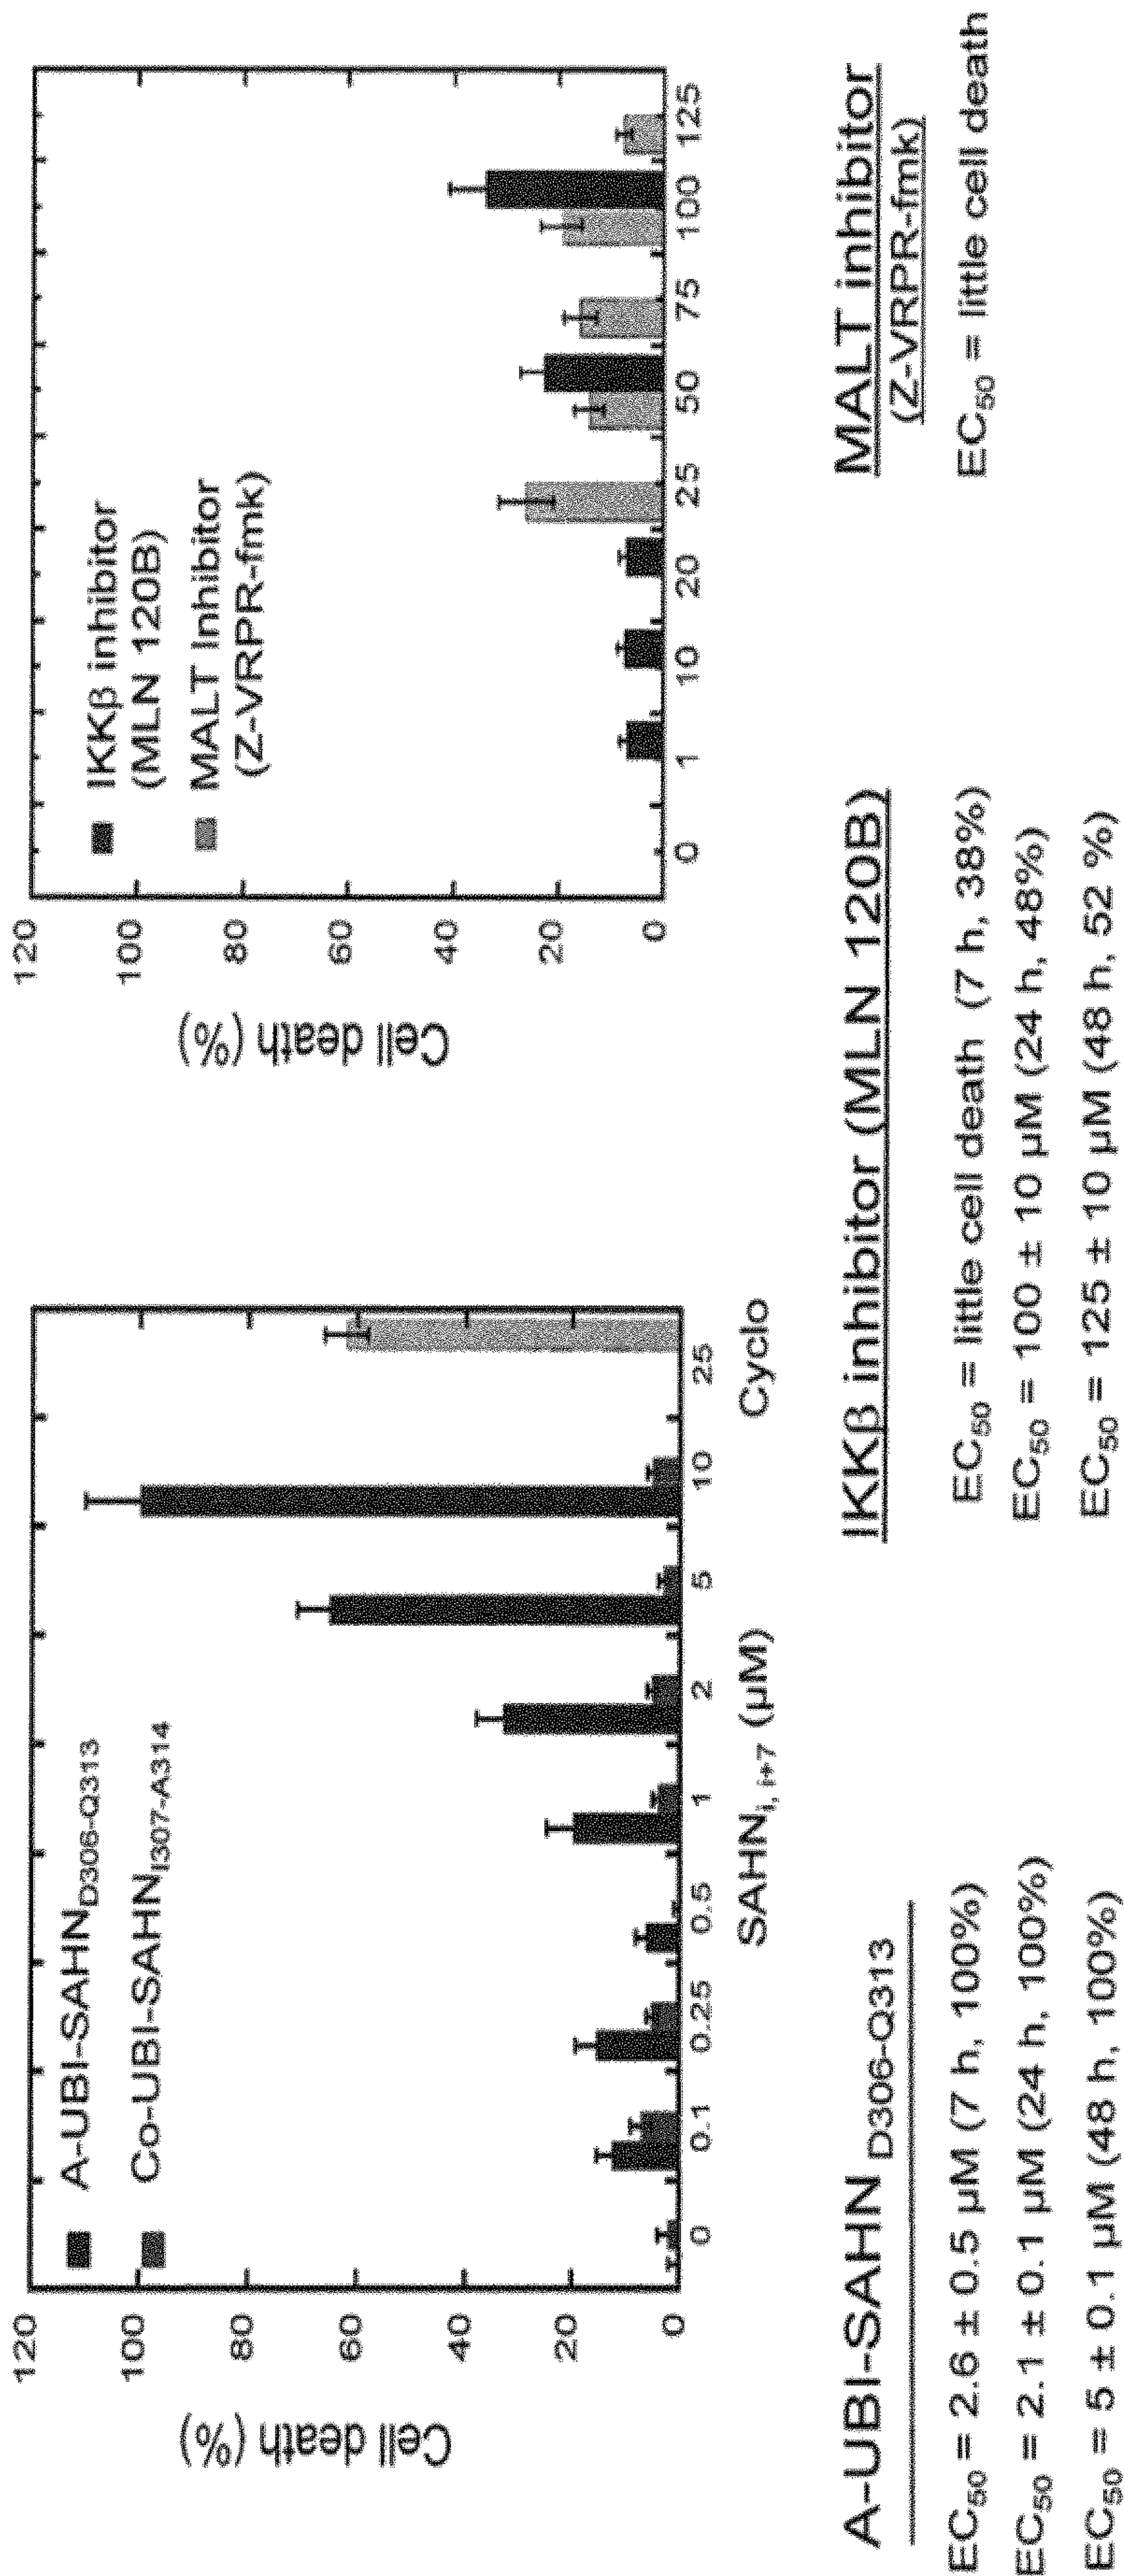 120
100
80
60
40
20
0
Cell death (%)
A-UBI-SAHN D306-Q313
Co-UBI-SAHN I307-A314
0 0.1 0.25 0.5 1 2 5 10 25
SAHN i, i+7 (µM)
Cyclo
120
100
80
60
40
20
0
Cell death (%)
IKKβ inhibitor
(MLN 120B)
MALT Inhibitor
(Z-VRPR-fmk)
0 1 10 20 25 50 75 100 125
A-UBI-SAHN D306-Q313
EC50 = 2.6 ± 0.5 µM (7 h, 100%)
EC50 = 2.1 ± 0.1 µM (24 h, 100%)
EC50 = 5 ± 0.1 µM (48 h, 100%)
IKKβ inhibitor (MLN 120B)
EC50 = little cell death (7 h, 38%)
EC50 = 100 ± 10 µM (24 h, 48%)
EC50 = 125 ± 10 µM (48 h, 52 %)
MALT inhibitor
(Z-VRPR-fmk)
EC50 = little cell death